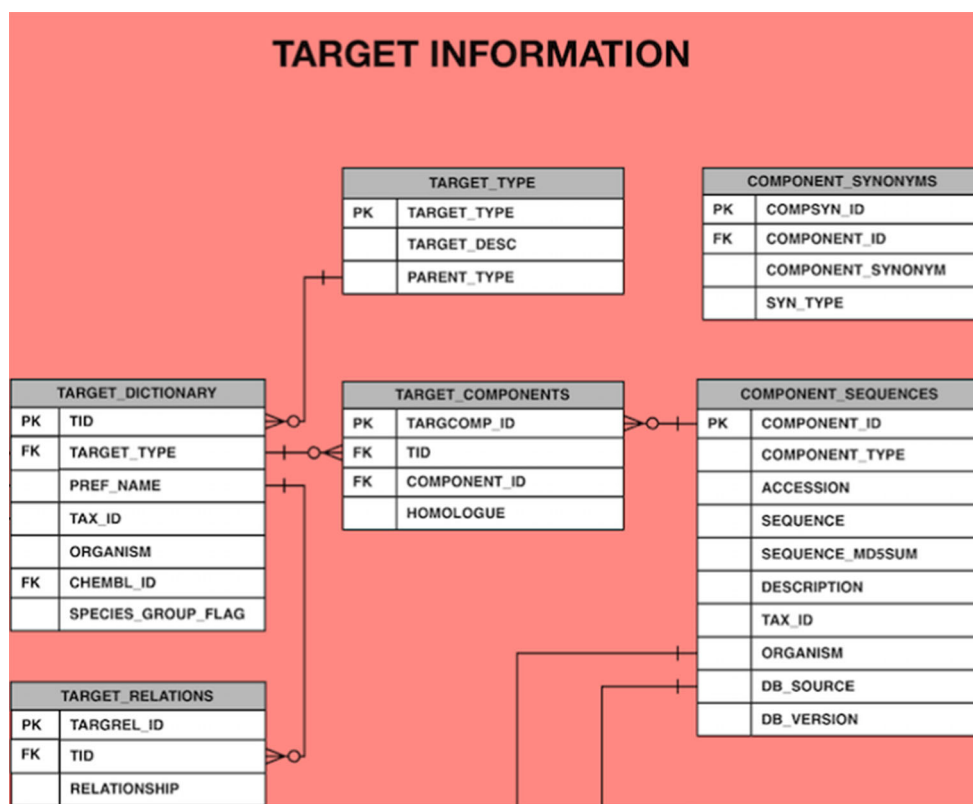 TARGET INFORMATION
TARGET_TYPE
PK TARGET_TYPE
TARGET_DESC
PARENT_TYPE
COMPONENT_SYNONYMS
PK COMPSYN_ID
FK COMPONENT_ID
COMPONENT_SYNONYM
SYN_TYPE
TARGET_DICTIONARY
PK TID
FK TARGET_TYPE
PREF_NAME
TAX_ID
ORGANISM
FK CHEMBL_ID
SPECIES_GROUP_FLAG
TARGET_COMPONENTS
PK TARGCOMP_ID
FK TID
FK COMPONENT_ID
HOMOLOGUE
COMPONENT_SEQUENCES
PK COMPONENT_ID
COMPONENT_TYPE
ACCESSION
SEQUENCE
SEQUENCE_MD5SUM
DESCRIPTION
TAX_ID
ORGANISM
DB_SOURCE
DB_VERSION
TARGET_RELATIONS
PK TARGREL_ID
FK TID
RELATIONSHIP